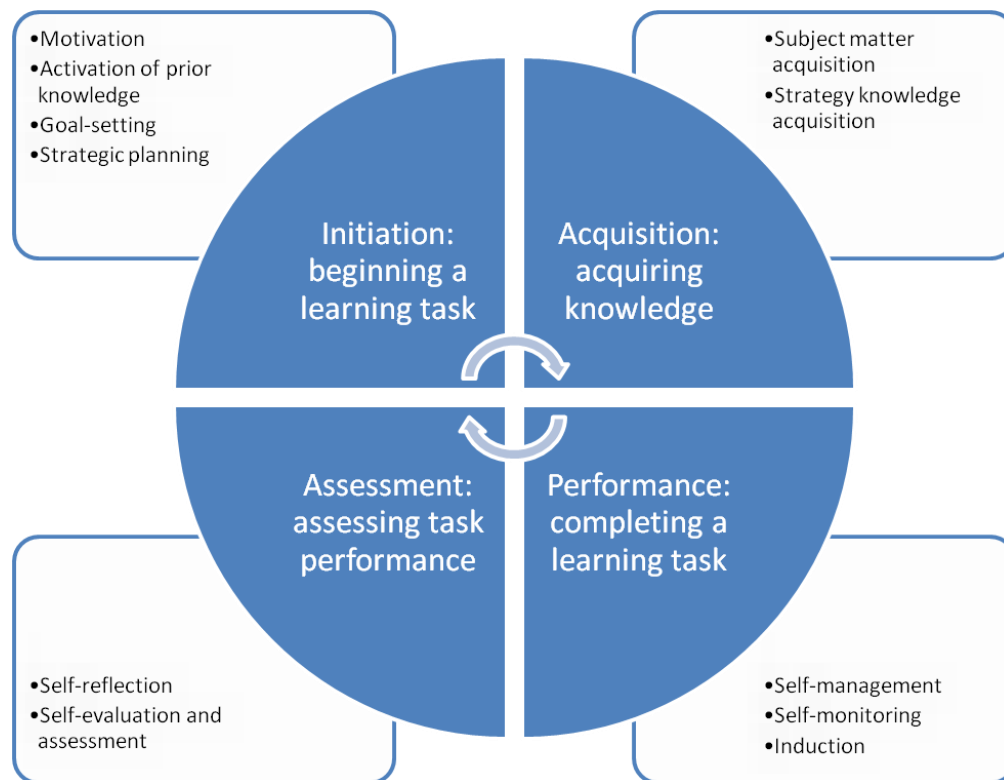 •Motivation
•Activation of prior
knowledge
•Goal-setting
•Strategic planning
•Subject matter
acquisition
•Strategy knowledge
acquisition
Initiation:
beginning a
learning task
Acquisition:
acquiring
knowledge
Assessment:
assessing task
performance
Performance:
completing a
learning task
•Self-reflection
•Self-evaluation and
assessment
•Self-management
•Self-monitoring
•Induction